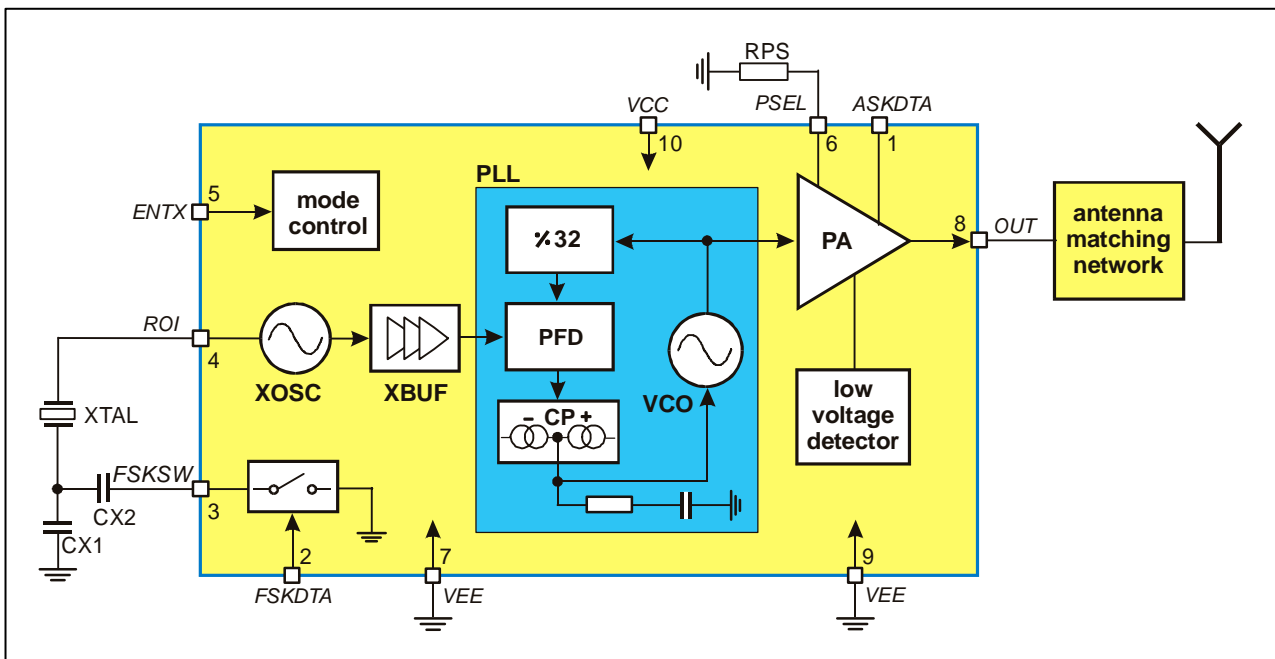 RPS
VCC
PSEL
ASKDTA
10
6
1
PLL
5
ENTX
mode
control
٪32
PA
8
OUT
antenna
matching
network
ROI
4
PFD
XOSC
XBUF
VCO
low
voltage
detector
XTAL
- CP +
FSKSW
3
CX2
CX1
2
7
9
FSKDTA
VEE
VEE